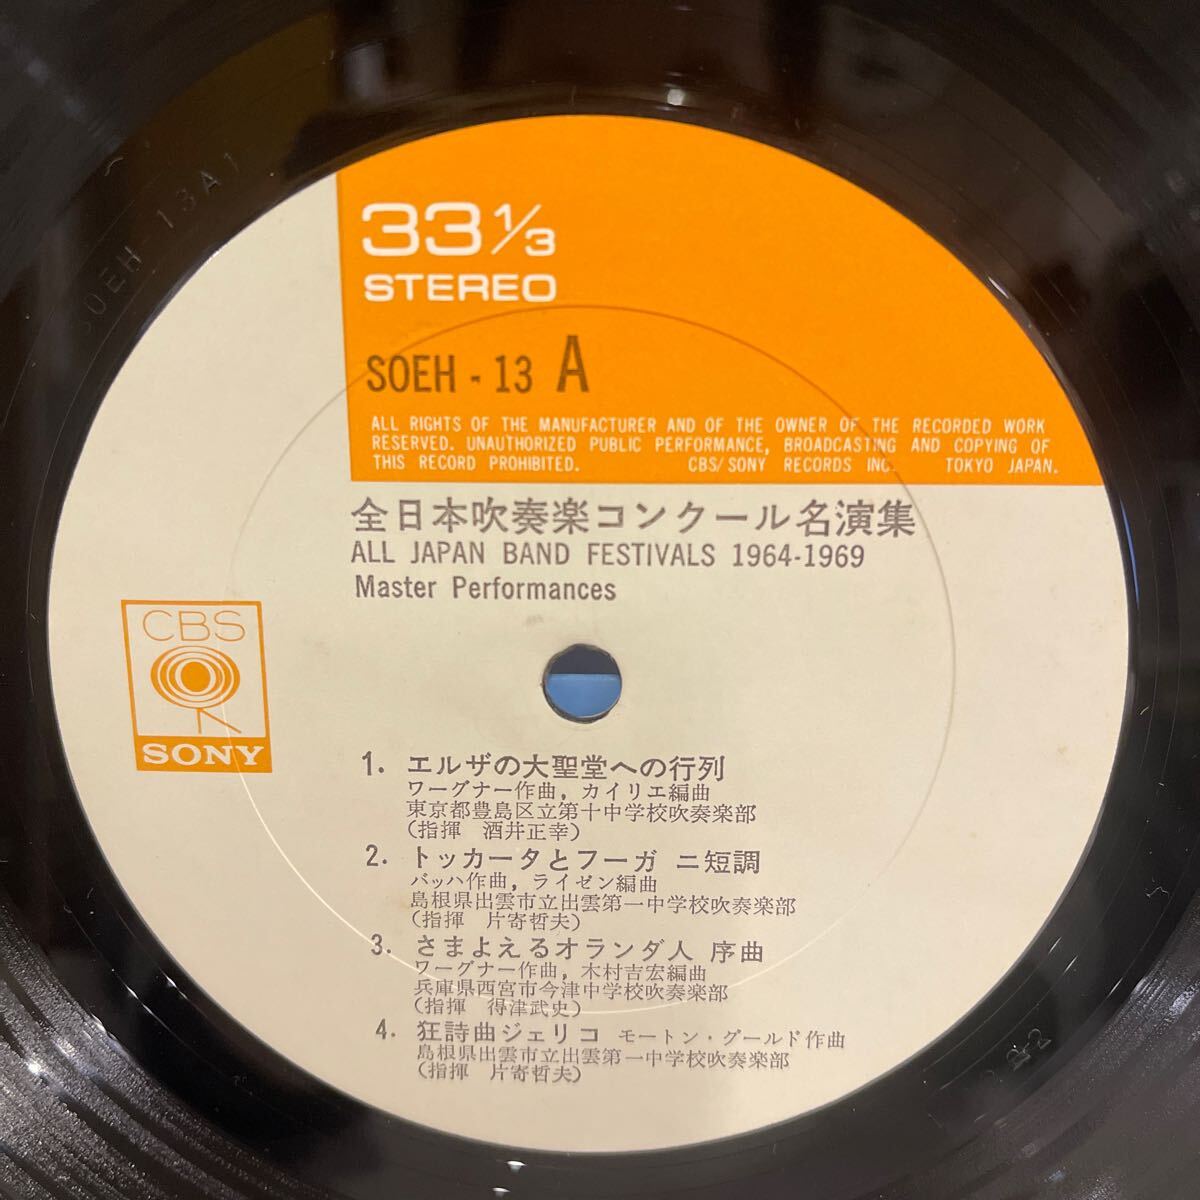 33 1/3
STEREO
SOEH - 13 A
ALL RIGHTS OF THE MANUFACTURER AND OF THE OWNER OF THE RECORDED WORK
RESERVED. UNAUTHORIZED PUBLIC PERFORMANCE, BROADCASTING AND COPYING OF
THIS RECORD PROHIBITED. CBS/SONY RECORDS INC. TOKYO JAPAN.
全日本吹奏楽コンクール名演集
ALL JAPAN BAND FESTIVALS 1964-1969
Master Performances
CBS
SONY
1. エルザの大聖堂への行列
ワーグナー作曲, カイリエ編曲
東京都豊島区立第十中学校吹奏楽部
(指揮 酒井正幸)
2. トッカータとフーガ ニ短調
バッハ作曲, ライゼン編曲
島根県出雲市立出雲第一中学校吹奏楽部
(指揮 片寄哲夫)
3. さまよえるオランダ人 序曲
ワーグナー作曲, 木村吉宏編曲
兵庫県西宮市今津中学校吹奏楽部
(指揮 得津武史)
4. 狂詩曲ジェリコ モートン・グールド作曲
島根県出雲市立出雲第一中学校吹奏楽部
(指揮 片寄哲夫)
SOEH-13A1